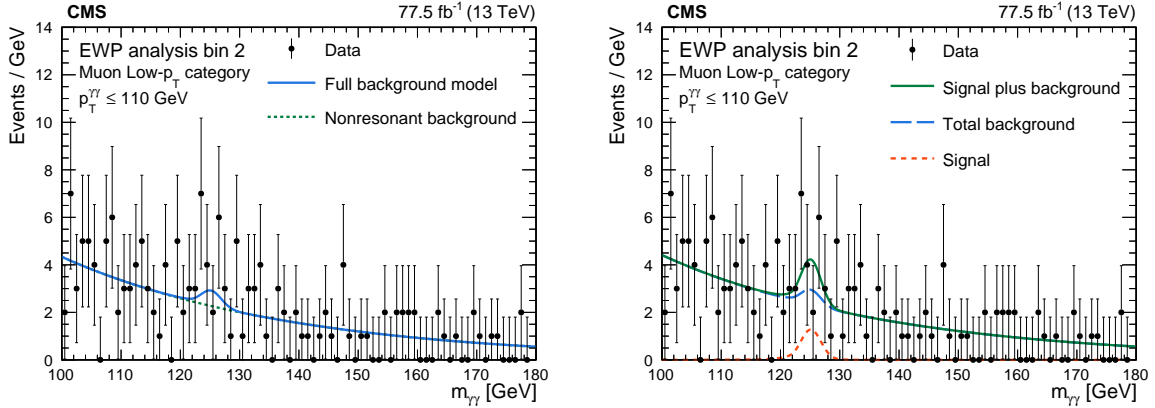 CMS 77.5 fb⁻¹ (13 TeV)
EWP analysis bin 2
Muon Low-p_T category
p_T^γγ ≤ 110 GeV
Data
Full background model
Nonresonant background
Events / GeV
14
12
10
8
6
4
2
0
100 110 120 130 140 150 160 170 180
m_γγ [GeV]
CMS 77.5 fb⁻¹ (13 TeV)
EWP analysis bin 2
Muon Low-p_T category
p_T^γγ ≤ 110 GeV
Data
Signal plus background
Total background
Signal
Events / GeV
14
12
10
8
6
4
2
0
100 110 120 130 140 150 160 170 180
m_γγ [GeV]